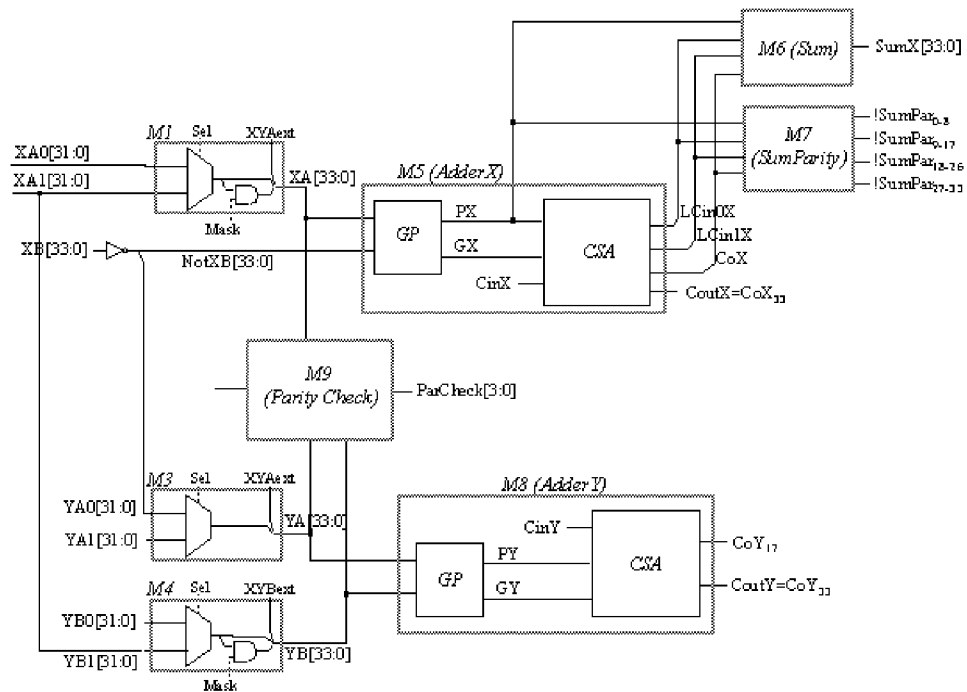 M6 (Sum)
SumX[33:0]
M1
Sel
XYAext
XA0[31:0]
XA1[31:0]
XA[33:0]
Mask
M7
(SumParity)
!SumPar0-8
!SumPar9-17
!SumPar18-26
!SumPar27-33
M5 (Adder X)
GP
PX
GX
CSA
CinX
LCin0X
LCin1X
CoX
CoutX=CoX33
XB[33:0]
NotXB[33:0]
M9
(Parity Check)
ParCheck[3:0]
M3
Sel
XYAext
YA0[31:0]
YA1[31:0]
YA[33:0]
M8 (Adder Y)
CinY
GP
PY
GY
CSA
CoY17
CoutY=CoY33
M4
Sel
XYBext
YB0[31:0]
YB1[31:0]
YB[33:0]
Mask